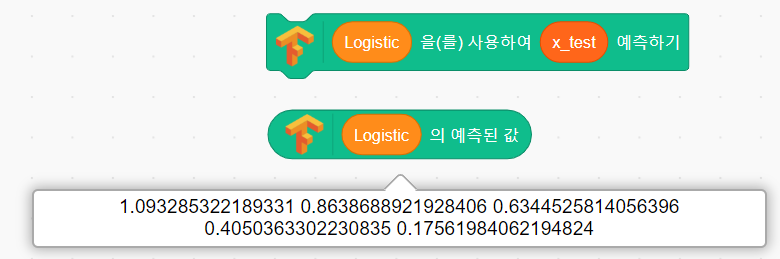 Logistic 을(를) 사용하여 x_test 예측하기
Logistic 의 예측된 값
1.093285322189331 0.8638688921928406 0.6344525814056396
0.4050363302230835 0.17561984062194824